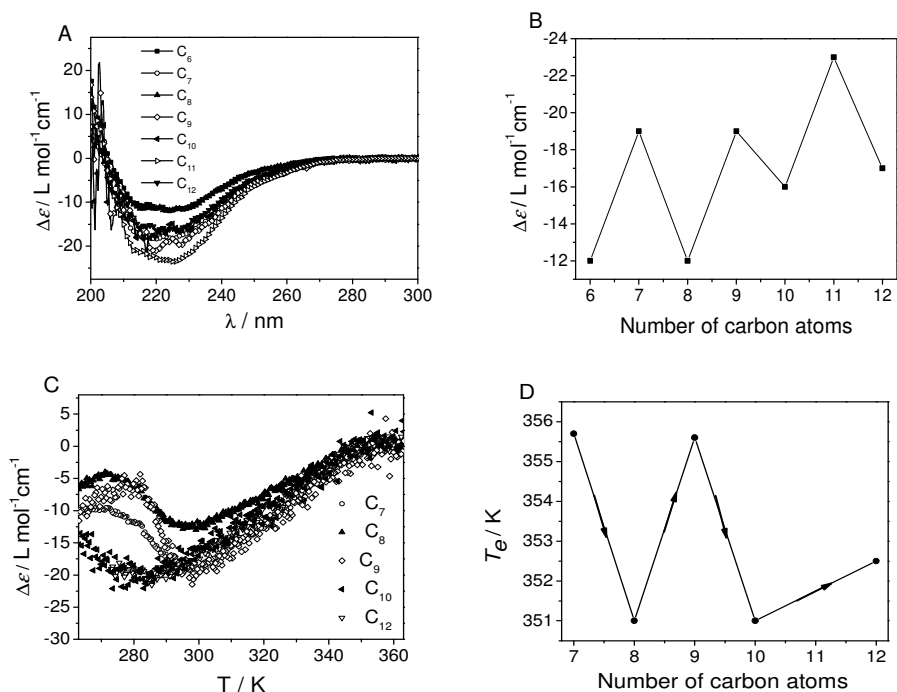 A
Δε / L mol⁻¹cm⁻¹
20
10
0
-10
-20
C₆
C₇
C₈
C₉
C₁₀
C₁₁
C₁₂
200 220 240 260 280 300
λ / nm
B
Δε / L mol⁻¹cm⁻¹
-24
-22
-20
-18
-16
-14
-12
6 7 8 9 10 11 12
Number of carbon atoms
C
Δε / L mol⁻¹cm⁻¹
5
0
-5
-10
-15
-20
-25
-30
C₇
C₈
C₉
C₁₀
C₁₂
280 300 320 340 360
T / K
D
Tₑ / K
356
355
354
353
352
351
7 8 9 10 11 12
Number of carbon atoms